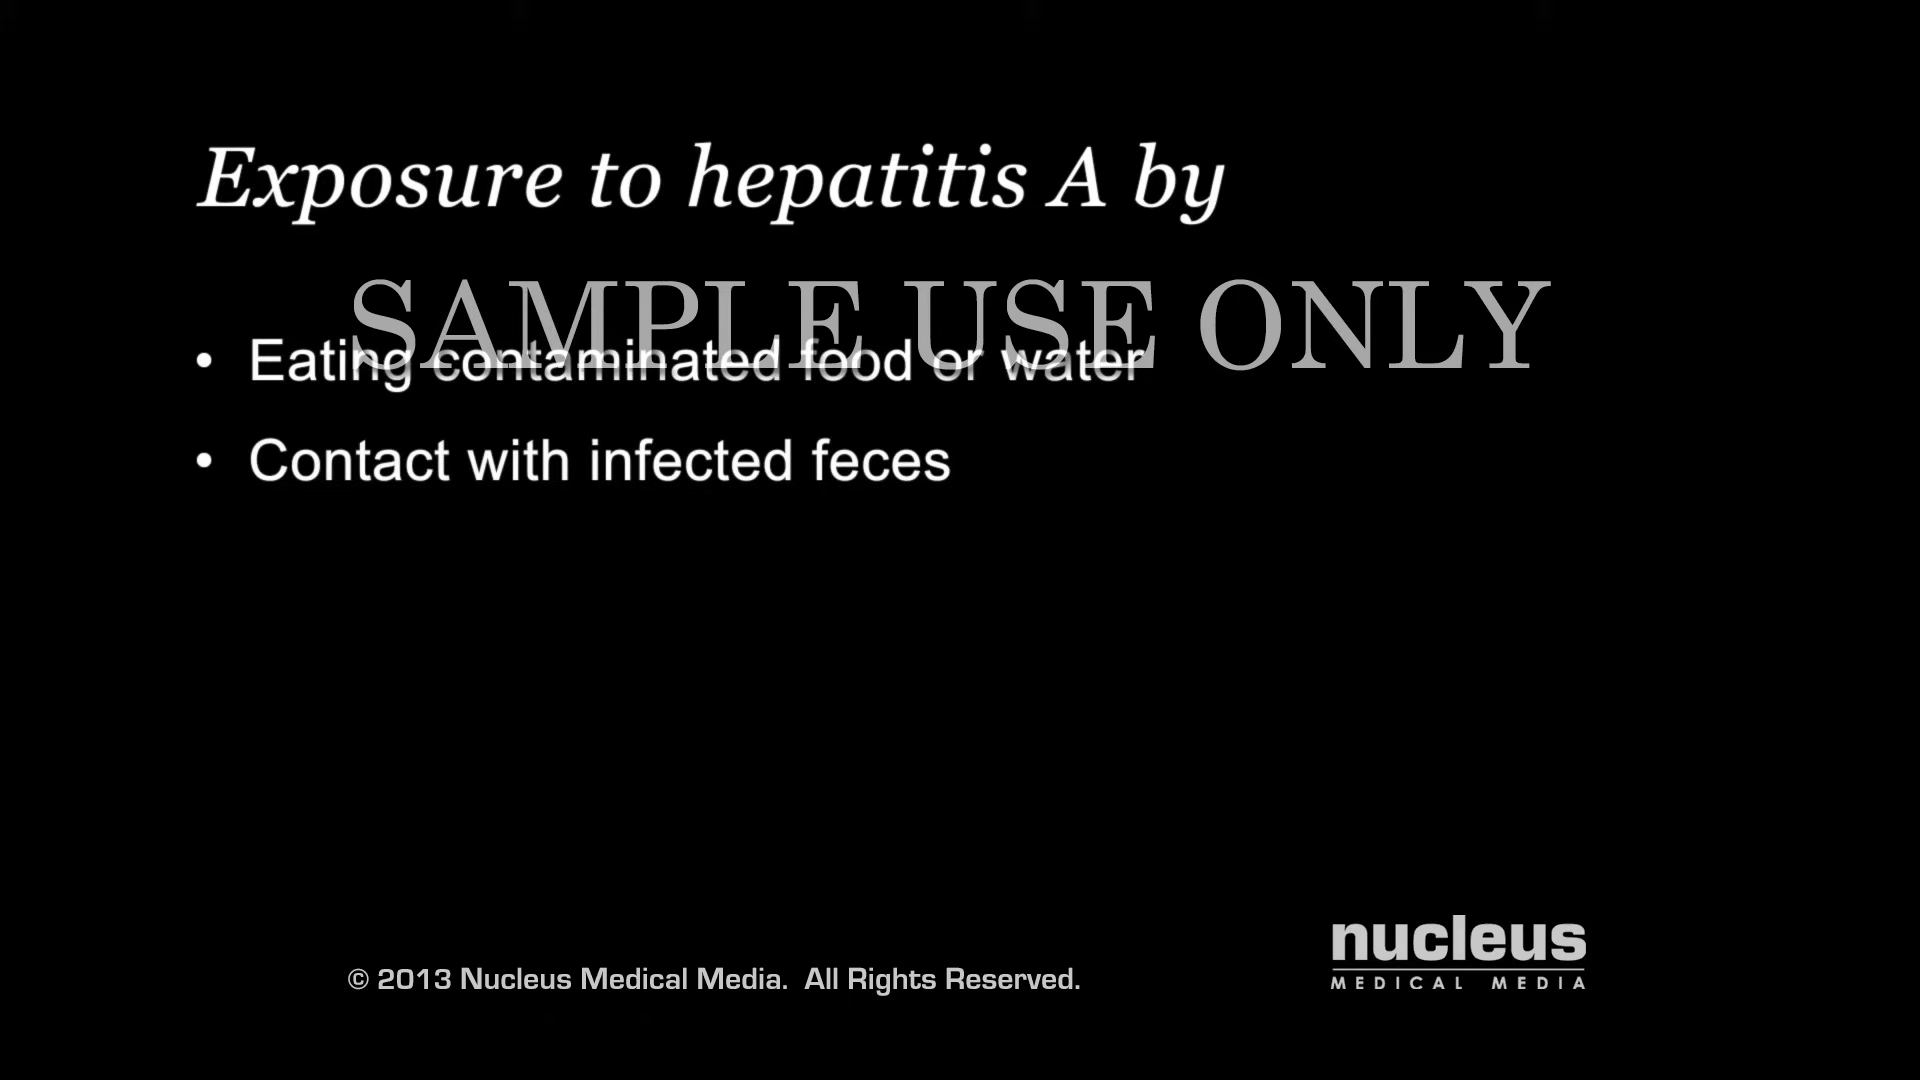 Exposure to hepatitis A by
SAMPLE USE ONLY
• Eating contaminated food or water
• Contact with infected feces
© 2013 Nucleus Medical Media. All Rights Reserved.
nucleus
MEDICAL MEDIA